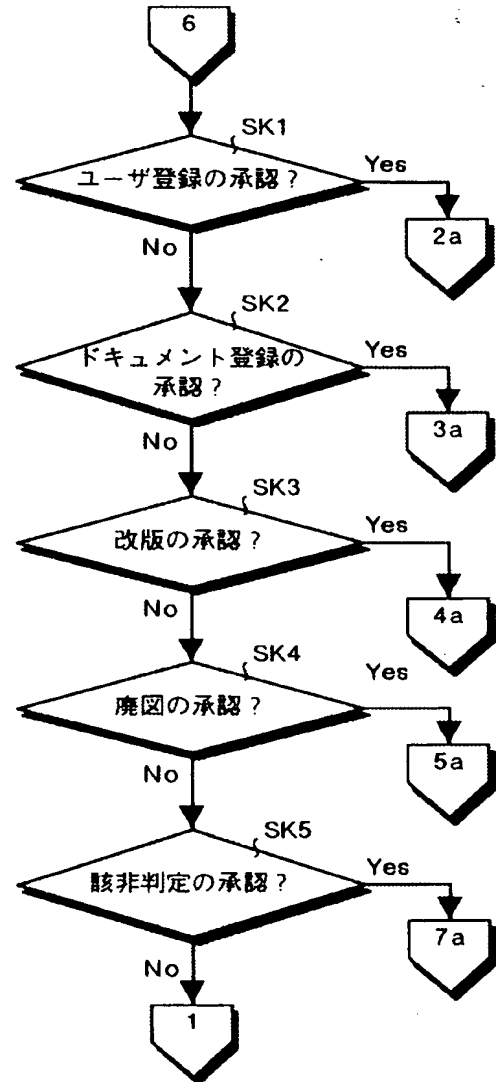 6
SK1
ユーザ登録の承認?
Yes
2a
No
SK2
ドキュメント登録の
承認?
Yes
3a
No
SK3
改版の承認?
Yes
4a
No
SK4
廃図の承認?
Yes
5a
No
SK5
該非判定の承認?
Yes
7a
No
1